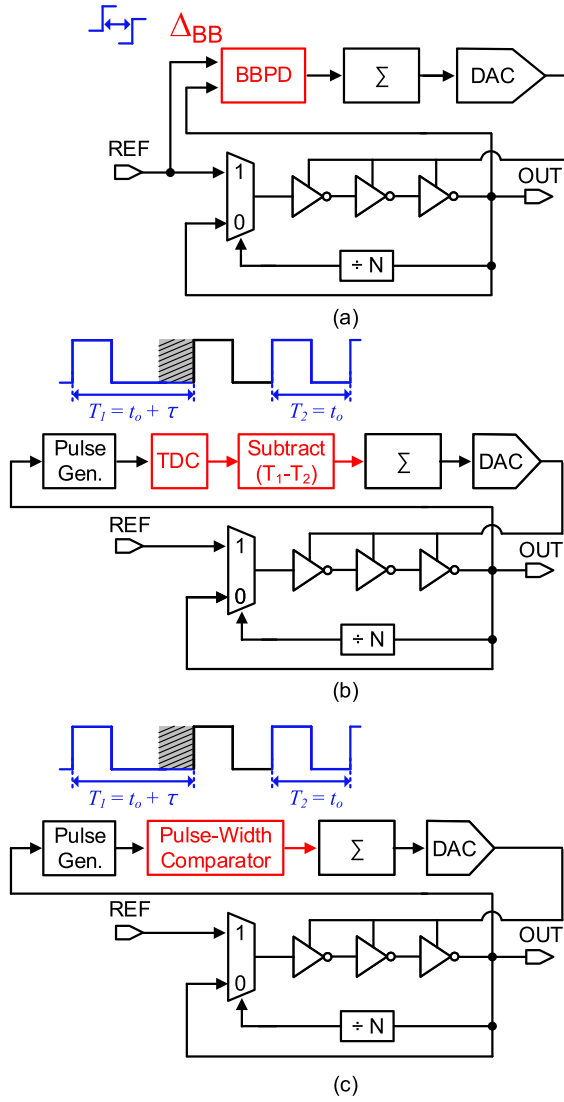 Δ_BB
BBPD
Σ
DAC
REF
1
0
OUT
÷ N
(a)
T₁ = tₒ + τ
T₂ = tₒ
Pulse
Gen.
TDC
Subtract
(T₁-T₂)
Σ
DAC
REF
1
0
OUT
÷ N
(b)
T₁ = tₒ + τ
T₂ = tₒ
Pulse
Gen.
Pulse-Width
Comparator
Σ
DAC
REF
1
0
OUT
÷ N
(c)